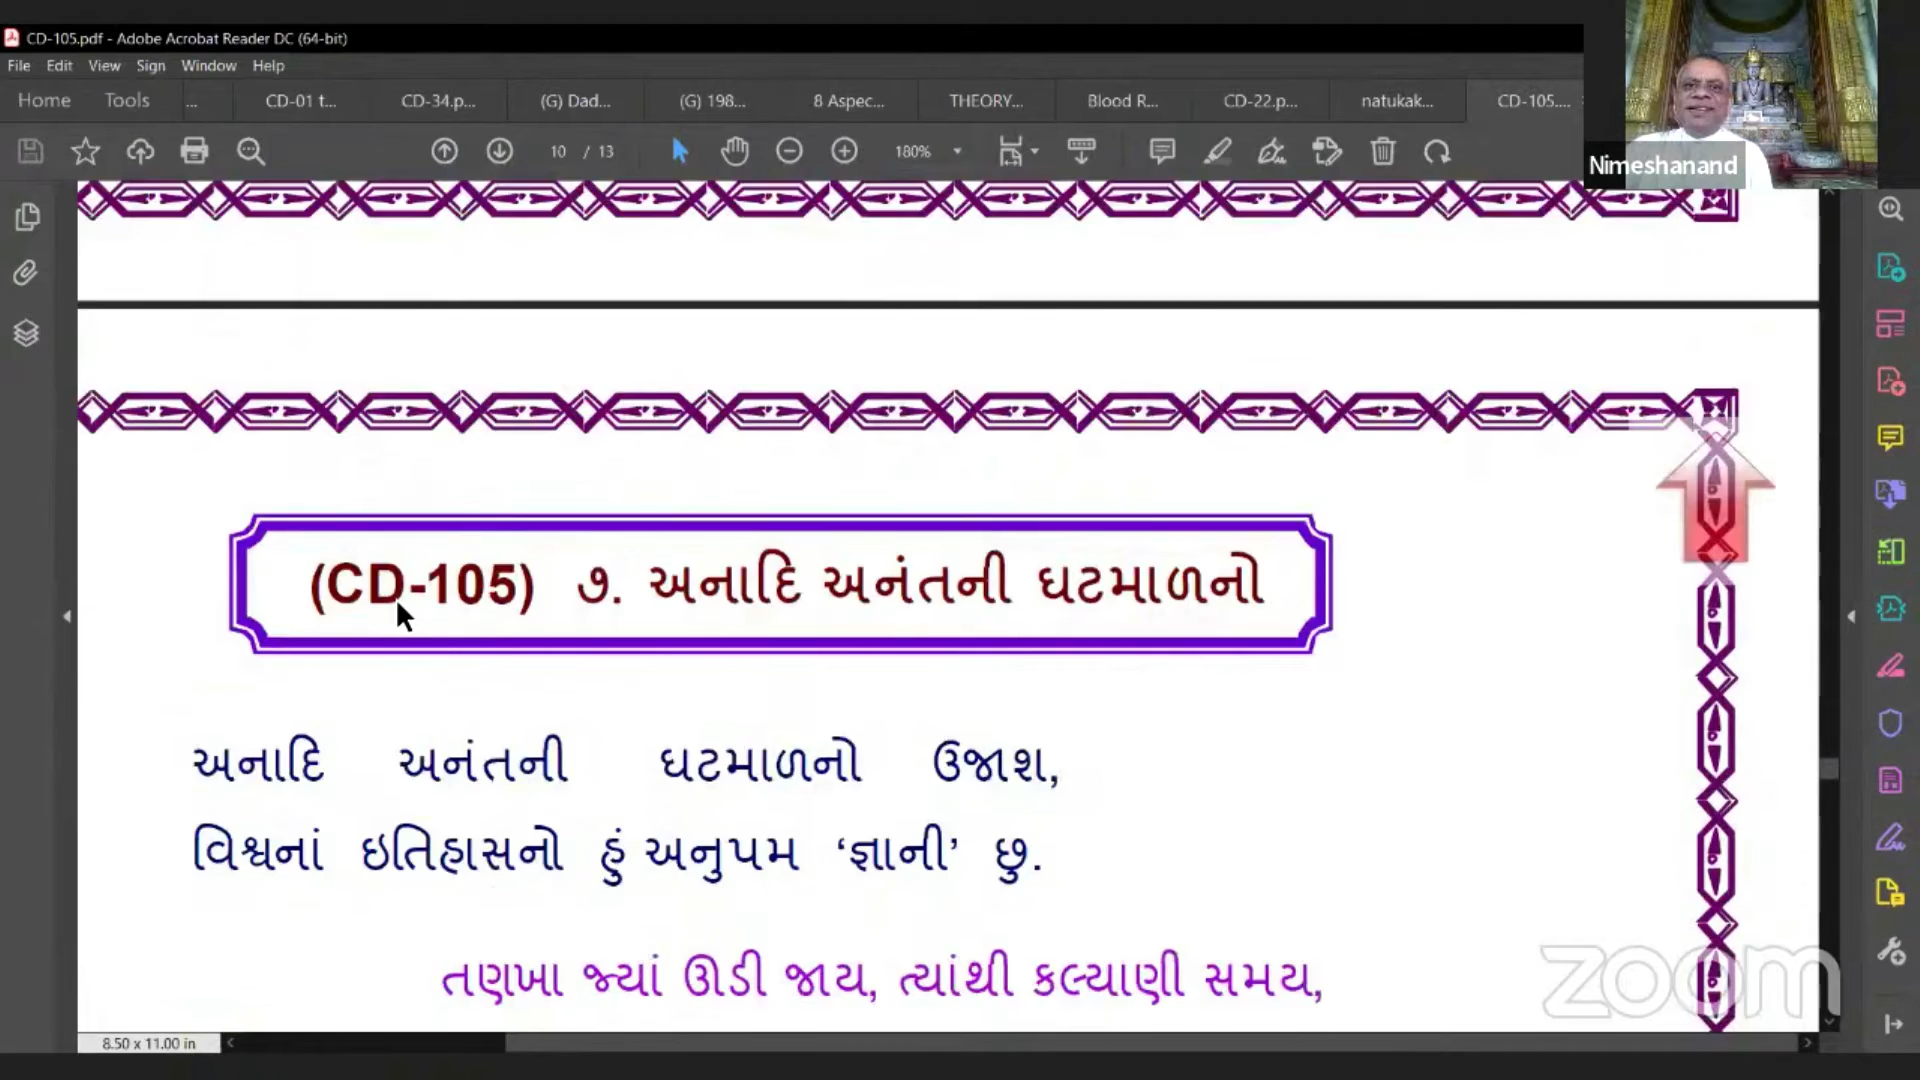 CD-105.pdf - Adobe Acrobat Reader DC (64-bit)
File Edit View Sign Window Help
Home Tools ... CD-01 t... CD-34.p... (G) Dad... (G) 198... 8 Aspec... THEORY... Blood R... CD-22.p... natukak... CD-105....
10 / 13 180%
Nimeshanand
(CD-105) ૭. અનાદિ અનંતની ઘટમાળનો
અનાદિ અનંતની ઘટમાળનો ઉજાશ,
વિશ્વનાં ઇતિહાસનો હું અનુપમ ‘જ્ઞાની’ છુ.
તણખા જ્યાં ઊડી જાય, ત્યાંથી કલ્યાણી સમય,
zoom
8.50 x 11.00 in